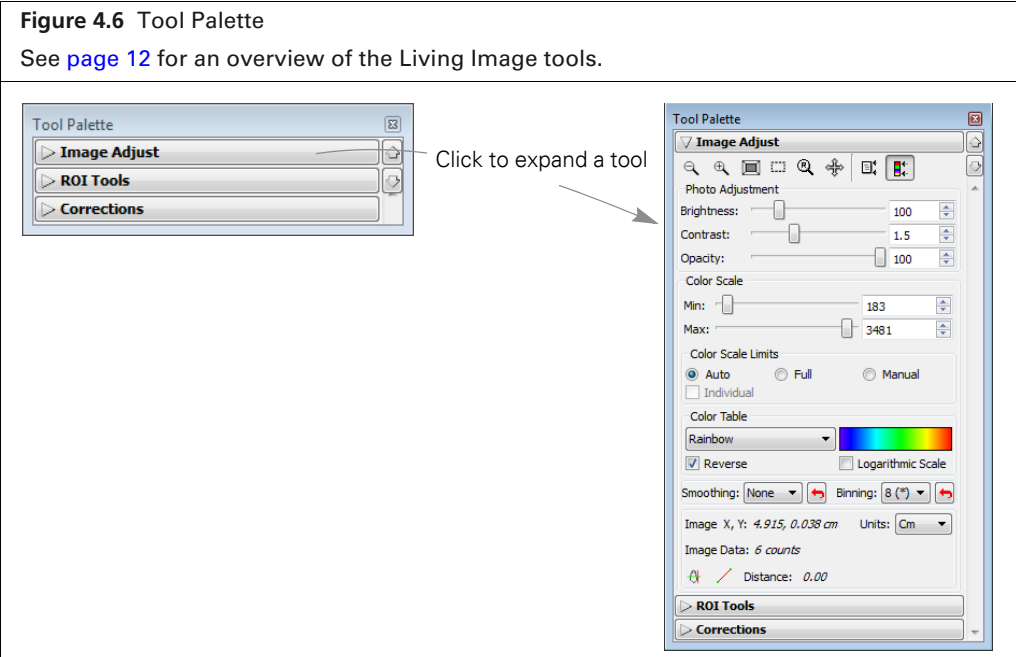 Figure 4.6 Tool Palette
See page 12 for an overview of the Living Image tools.
Tool Palette
Image Adjust
ROI Tools
Corrections
Click to expand a tool
Tool Palette
Image Adjust
Photo Adjustment
Brightness: 100
Contrast: 1.5
Opacity: 100
Color Scale
Min: 183
Max: 3481
Color Scale Limits
Auto Full Manual
Individual
Color Table
Rainbow
Reverse Logarithmic Scale
Smoothing: None Binning: 8 (*)
Image X, Y: 4.915, 0.038 cm Units: Cm
Image Data: 6 counts
Distance: 0.00
ROI Tools
Corrections